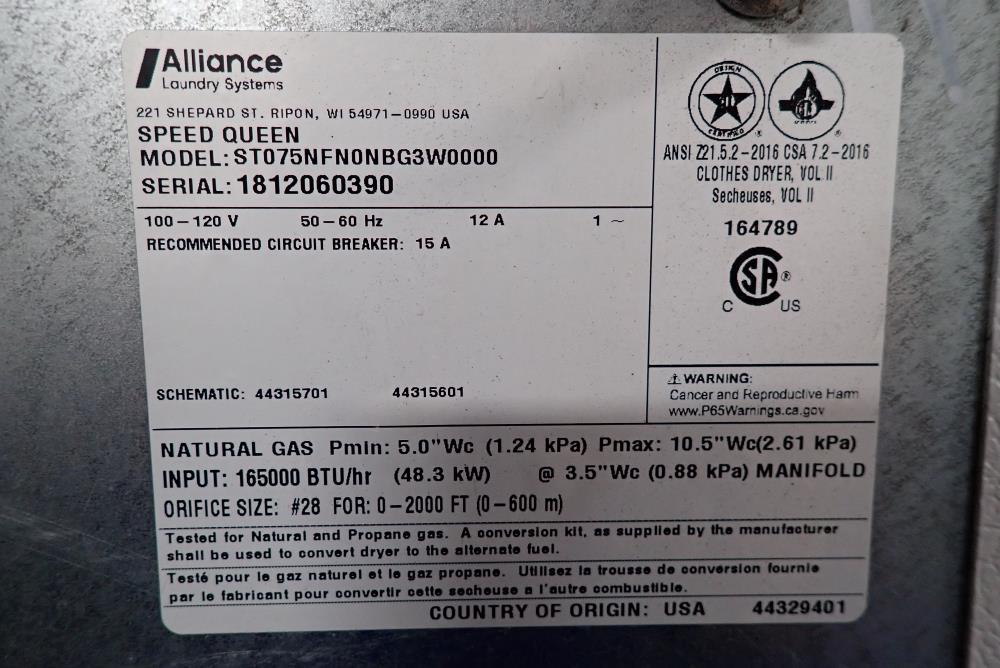 Alliance
Laundry Systems
221 SHEPARD ST. RIPON, WI 54971-0990 USA
SPEED QUEEN
MODEL: ST075NFN0NBG3W0000
SERIAL: 1812060390
100-120 V 50-60 Hz 12 A 1 ~
RECOMMENDED CIRCUIT BREAKER: 15 A
SCHEMATIC: 44315701 44315601
DESIGN
CERTIFIED
®
®
ANSI Z21.5.2-2016 CSA 7.2-2016
CLOTHES DRYER, VOL II
Secheuses, VOL II
164789
SA ®
C US
⚠ WARNING:
Cancer and Reproductive Harm
www.P65Warnings.ca.gov
NATURAL GAS Pmin: 5.0"Wc (1.24 kPa) Pmax: 10.5"Wc(2.61 kPa)
INPUT: 165000 BTU/hr (48.3 kW) @ 3.5"Wc (0.88 kPa) MANIFOLD
ORIFICE SIZE: #28 FOR: 0-2000 FT (0-600 m)
Tested for Natural and Propane gas. A conversion kit, as supplied by the manufacturer
shall be used to convert dryer to the alternate fuel.
Testé pour le gaz naturel et le gaz propane. Utilisez la trousse de conversion fournie
par le fabricant pour convertir cette secheuse a l'autre combustible.
COUNTRY OF ORIGIN: USA 44329401